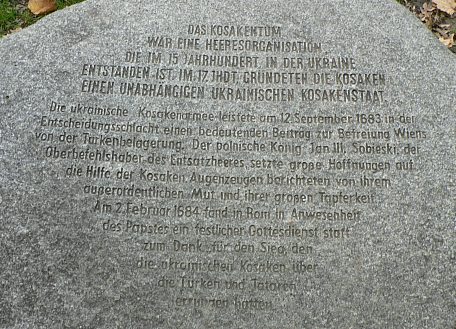 DAS KOSAKENTUM
WAR EINE HEERESORGANISATION
DIE IM 15 JAHRHUNDERT IN DER UKRAINE
ENTSTANDEN IST. IM 17. JHDT. GRÜNDETEN DIE KOSAKEN
EINEN UNABHÄNGIGEN UKRAINISCHEN KOSAKENSTAAT.
Die ukrainische Kosakenarmee leistete am 12. September 1683 in der
Entscheidungsschlacht einen bedeutenden Beitrag zur Befreiung Wiens
von der Türkenbelagerung. Der polnische König Jan III. Sobieski, der
Oberbefehlshaber des Entsatzheeres setzte große Hoffnungen auf
die Hilfe der Kosaken. Augenzeugen berichteten von ihrem
außerordentlichen Mut und ihrer großen Tapferkeit.
Am 2. Februar 1684 fand in Rom in Anwesenheit
des Papstes ein festlicher Gottesdienst statt
zum Dank für den Sieg, den
die ukrainischen Kosaken über
die Türken und Tataren
errungen hatten.